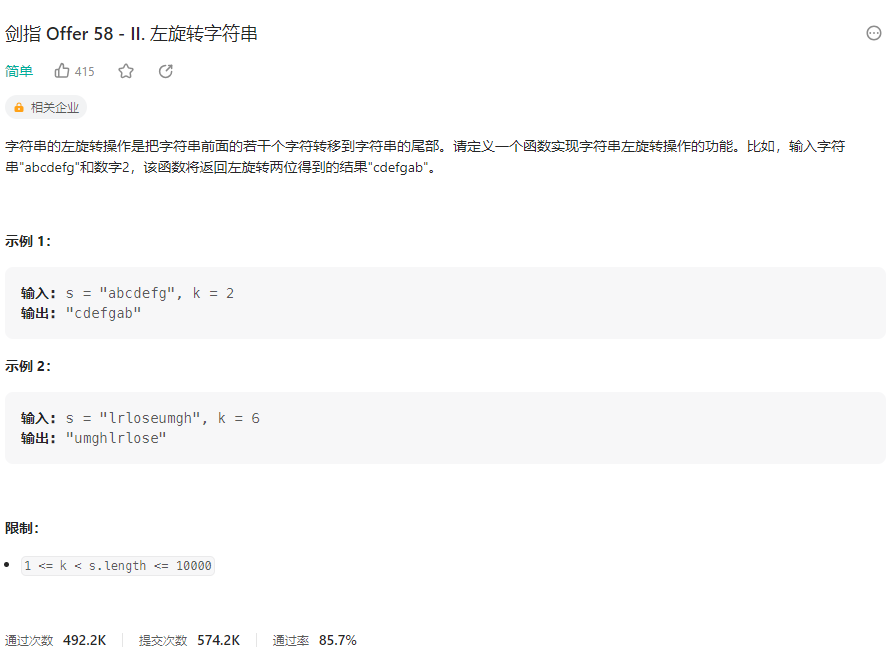 剑指 Offer 58 - II. 左旋转字符串
简单 415
相关企业
字符串的左旋转操作是把字符串前面的若干个字符转移到字符串的尾部。请定义一个函数实现字符串左旋转操作的功能。比如，输入字符
串"abcdefg"和数字2，该函数将返回左旋转两位得到的结果"cdefgab"。
示例 1：
输入: s = "abcdefg", k = 2
输出: "cdefgab"
示例 2：
输入: s = "lrloseumgh", k = 6
输出: "umghlrlose"
限制：
1 <= k < s.length <= 10000
通过次数 492.2K 提交次数 574.2K 通过率 85.7%